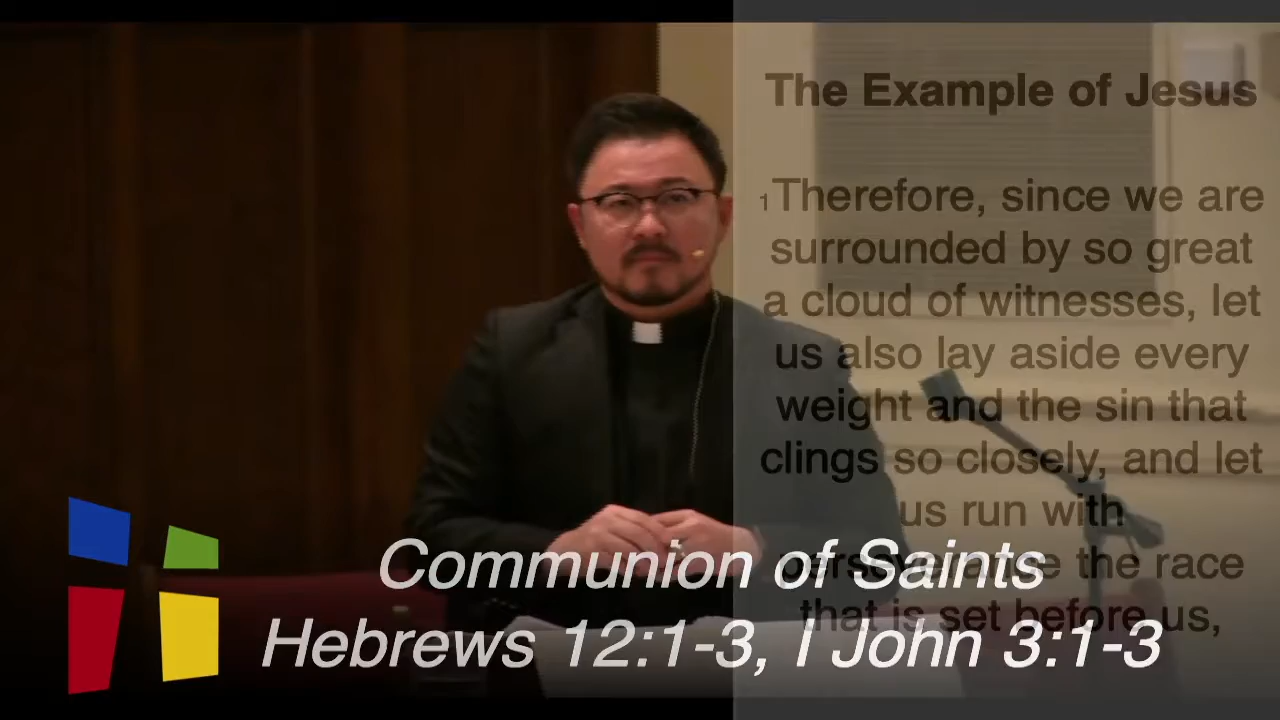 The Example of Jesus
1Therefore, since we are
surrounded by so great
a cloud of witnesses, let
us also lay aside every
weight and the sin that
clings so closely, and let
us run with
perseverance the race
that is set before us,
Communion of Saints
Hebrews 12:1-3, I John 3:1-3